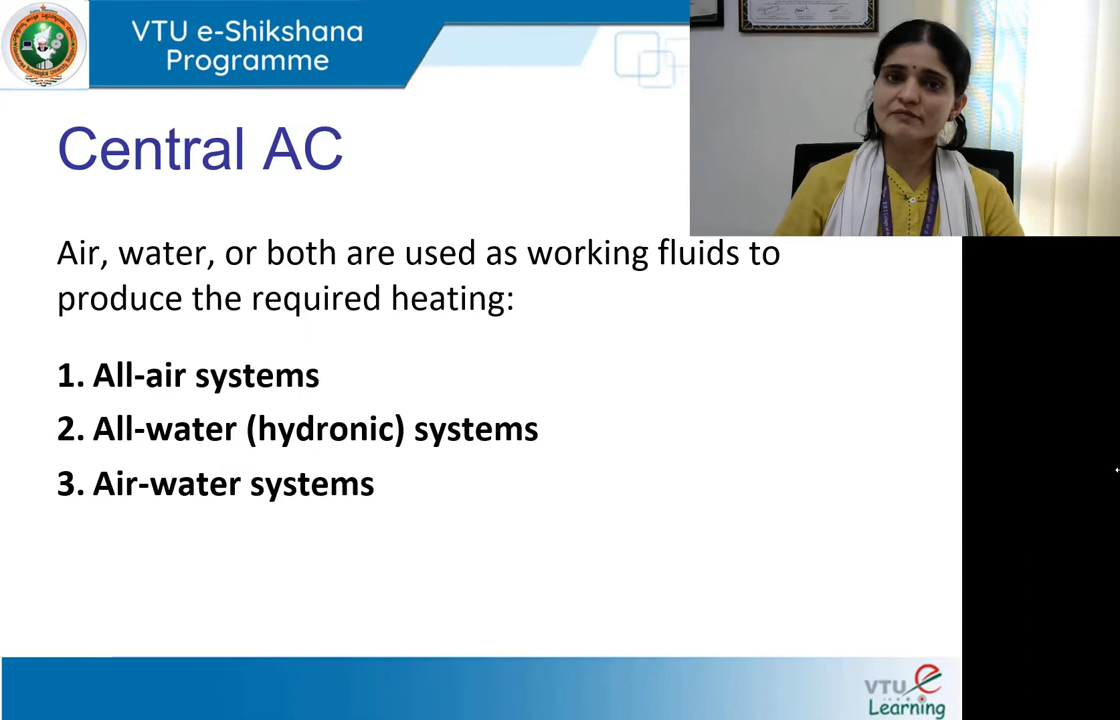 VTU e-Shikshana
Programme
Central AC
Air, water, or both are used as working fluids to
produce the required heating:
1. All-air systems
2. All-water (hydronic) systems
3. Air-water systems
VTU e
Learning